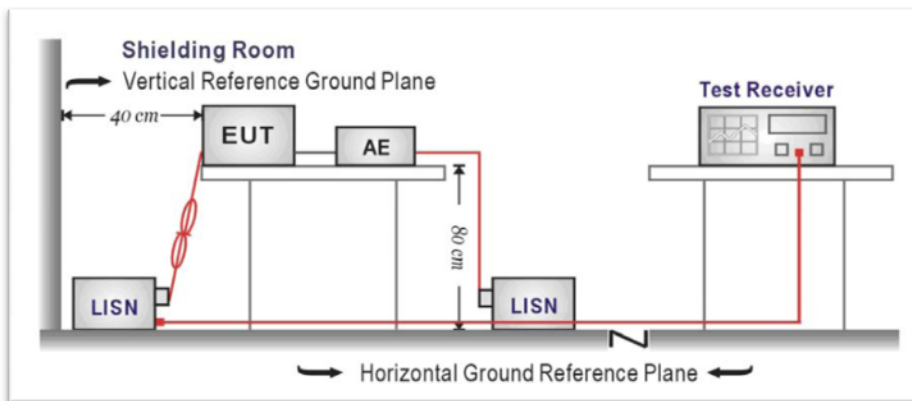 Shielding Room
Vertical Reference Ground Plane
Test Receiver
40 cm
EUT
AE
80 cm
LISN
LISN
Horizontal Ground Reference Plane